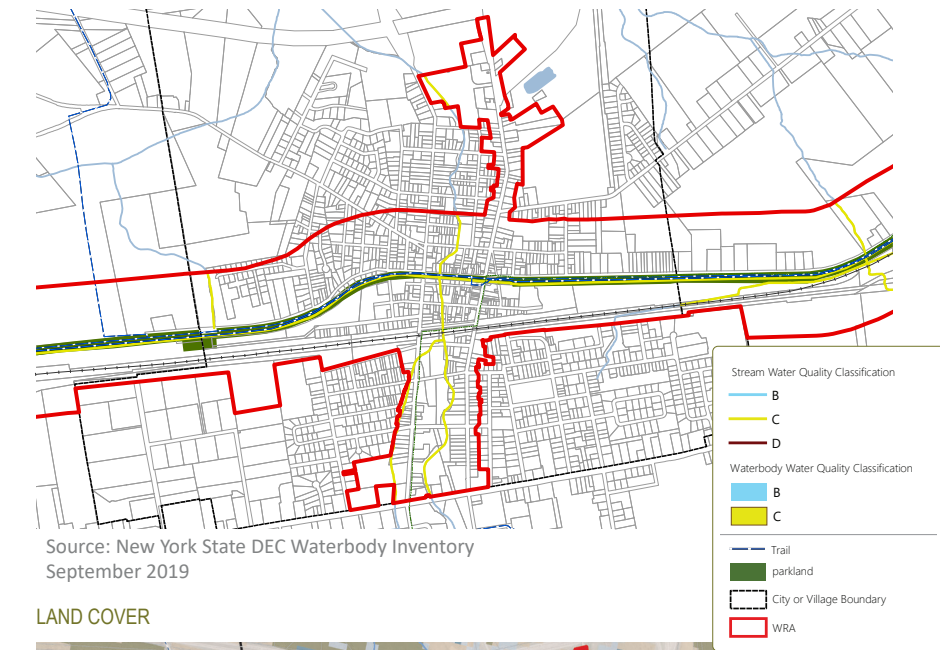 Stream Water Quality Classification
B
C
D
Waterbody Water Quality Classification
B
C
Trail
parkland
City or Village Boundary
WRA
Source: New York State DEC Waterbody Inventory
September 2019
LAND COVER